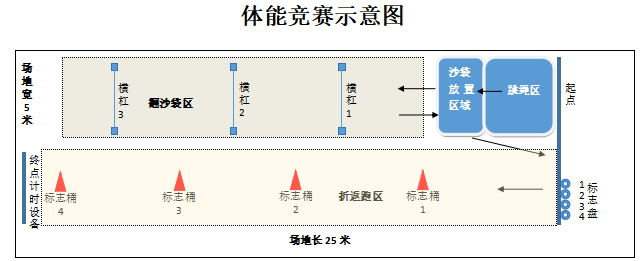 体能竞赛示意图
场地宽5米
横杠3
沙袋区
横杠2
横杠1
沙袋
放置
区域
跳绳区
起点
终点计时设备
标志桶
4
标志桶
3
标志桶
2
折返跑区
标志桶
1
1
2
3
4
标志盘
场地长 25 米